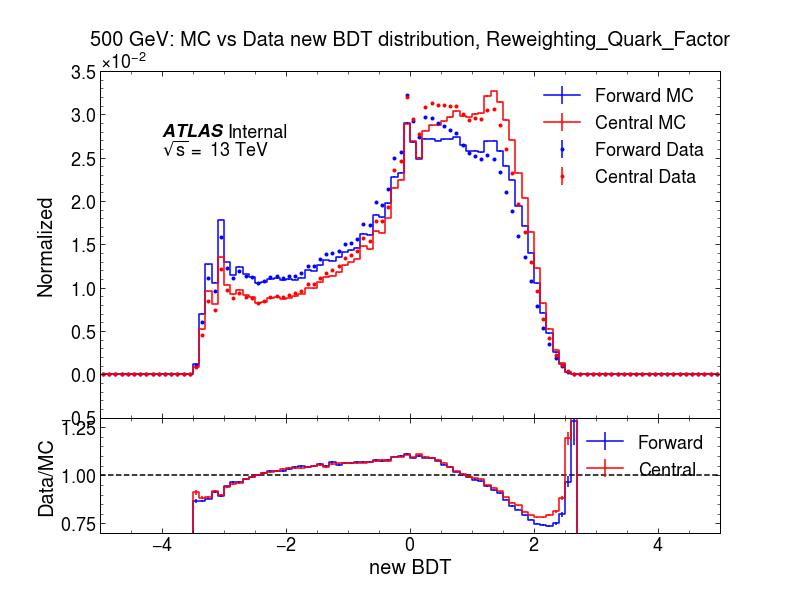 500 GeV: MC vs Data new BDT distribution, Reweighting_Quark_Factor
×10⁻²
3.5
3.0
2.5
2.0
1.5
1.0
0.5
0.0
−0.5
Normalized
ATLAS Internal
√s = 13 TeV
Forward MC
Central MC
Forward Data
Central Data
1.25
1.00
0.75
Data/MC
Forward
Central
−4 −2 0 2 4
new BDT